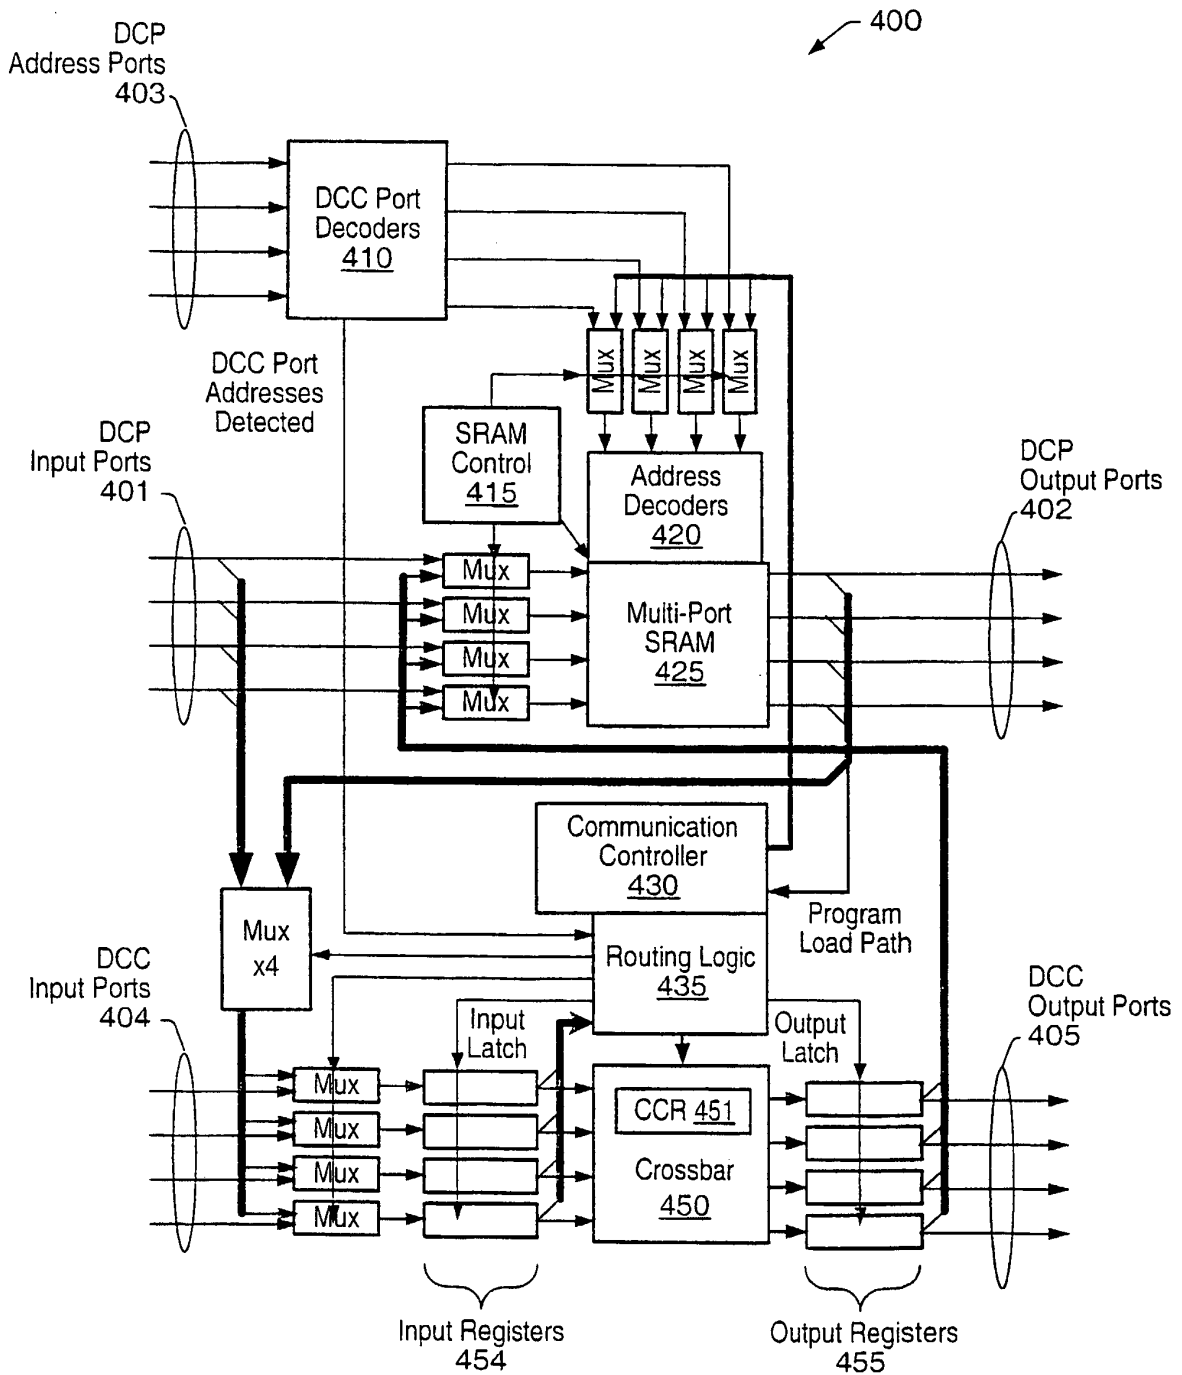 400
DCP
Address Ports
403
DCC Port
Decoders
410
DCC Port
Addresses
Detected
Mux
Mux
Mux
Mux
DCP
Input Ports
401
SRAM
Control
415
Address
Decoders
420
DCP
Output Ports
402
Mux
Mux
Mux
Mux
Multi-Port
SRAM
425
Communication
Controller
430
Program
Load Path
Mux
x4
Routing Logic
435
DCC
Input Ports
404
Input
Latch
Output
Latch
DCC
Output Ports
405
Mux
Mux
Mux
Mux
CCR 451
Crossbar
450
Input Registers
454
Output Registers
455